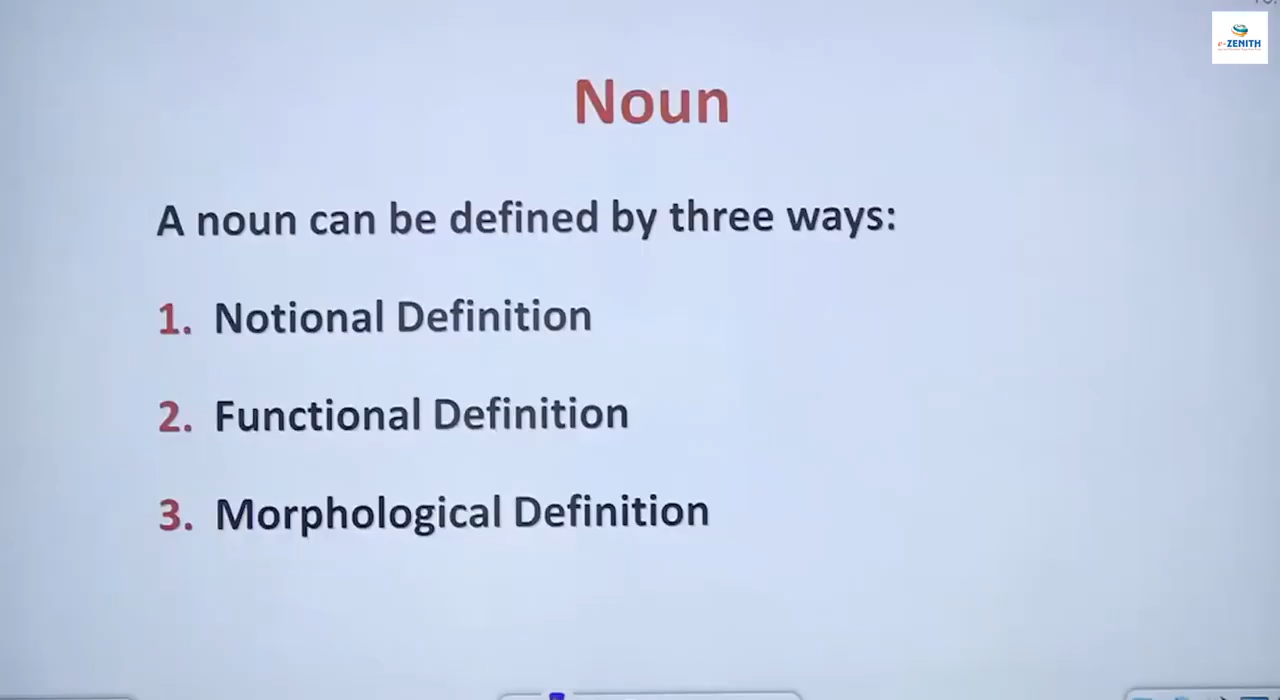 e-ZENITH
Noun
A noun can be defined by three ways:
1. Notional Definition
2. Functional Definition
3. Morphological Definition